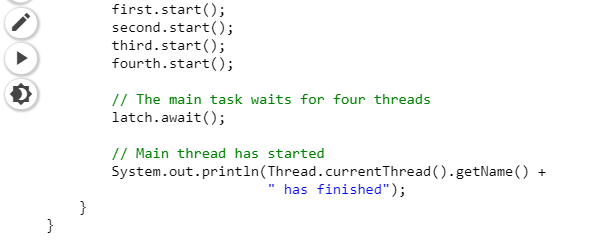 first.start();
second.start();
third.start();
fourth.start();
// The main task waits for four threads
latch.await();
// Main thread has started
System.out.println(Thread.currentThread().getName() +
" has finished");
}
}